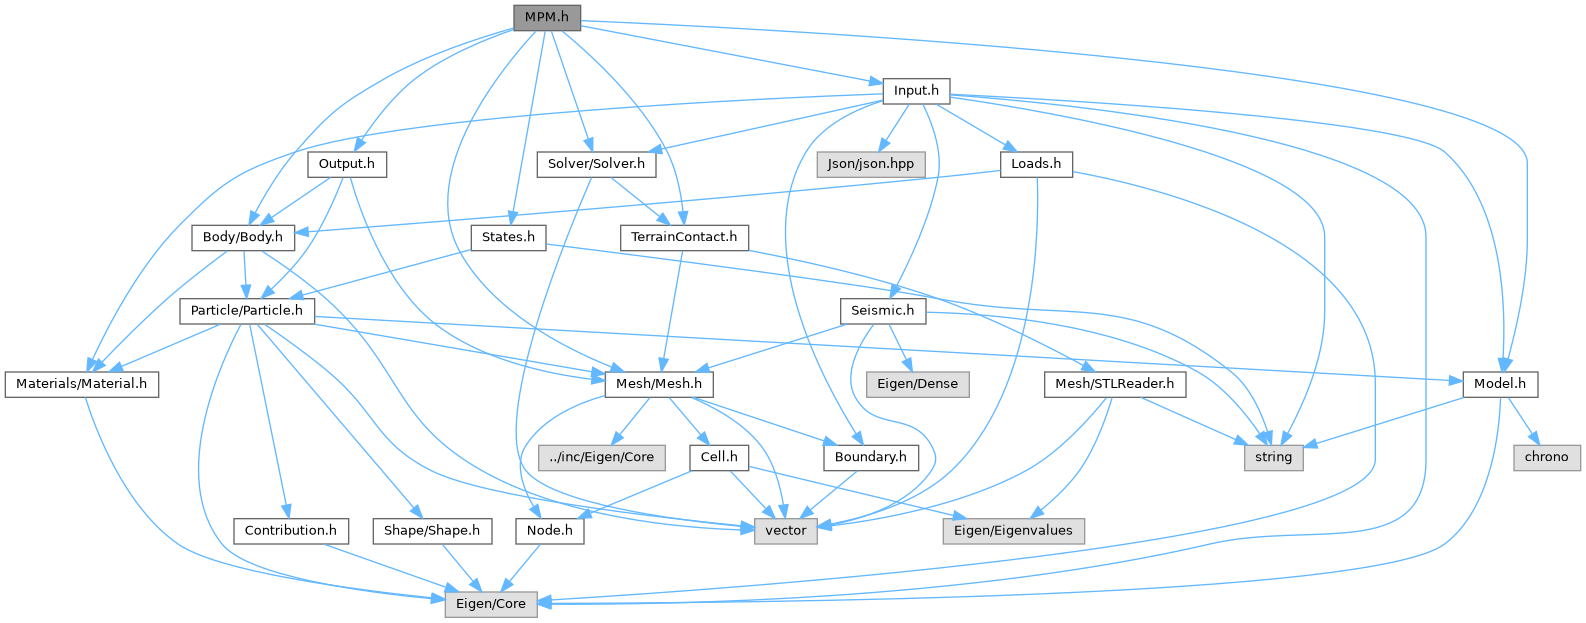 MPM.h
Input.h
Output.h
Solver/Solver.h
Json/json.hpp
Loads.h
Body/Body.h
States.h
TerrainContact.h
Particle/Particle.h
Seismic.h
Materials/Material.h
Mesh/Mesh.h
Eigen/Dense
Mesh/STLReader.h
Model.h
../inc/Eigen/Core
Cell.h
Boundary.h
string
chrono
Contribution.h
Shape/Shape.h
Node.h
vector
Eigen/Eigenvalues
Eigen/Core